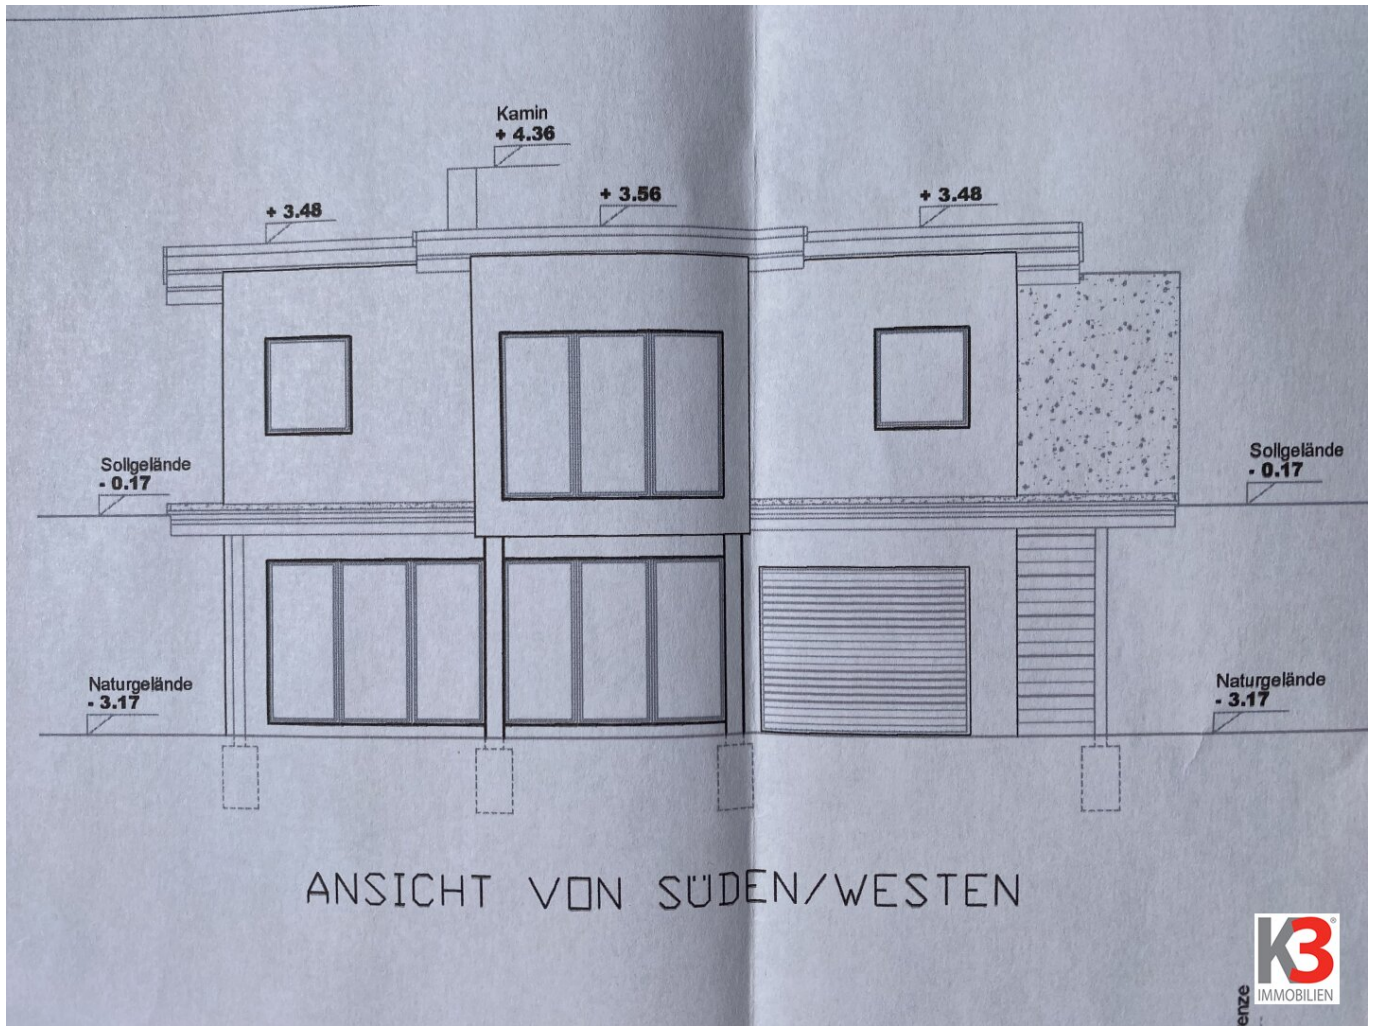 Kamin
+ 4.36
+ 3.48
+ 3.56
+ 3.48
Sollgelände
- 0.17
Sollgelände
- 0.17
Naturgelände
- 3.17
Naturgelände
- 3.17
ANSICHT VON SÜDEN/WESTEN
K3®
IMMOBILIEN
enze